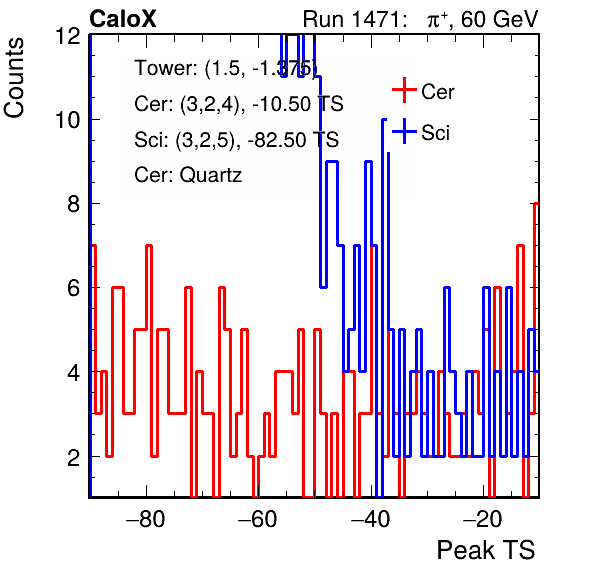 CaloX Run 1471: π⁺, 60 GeV
Counts
12
10
8
6
4
2
Tower: (1.5, -1.375)
Cer: (3,2,4), -10.50 TS
Sci: (3,2,5), -82.50 TS
Cer: Quartz
Cer
Sci
−80 −60 −40 −20
Peak TS